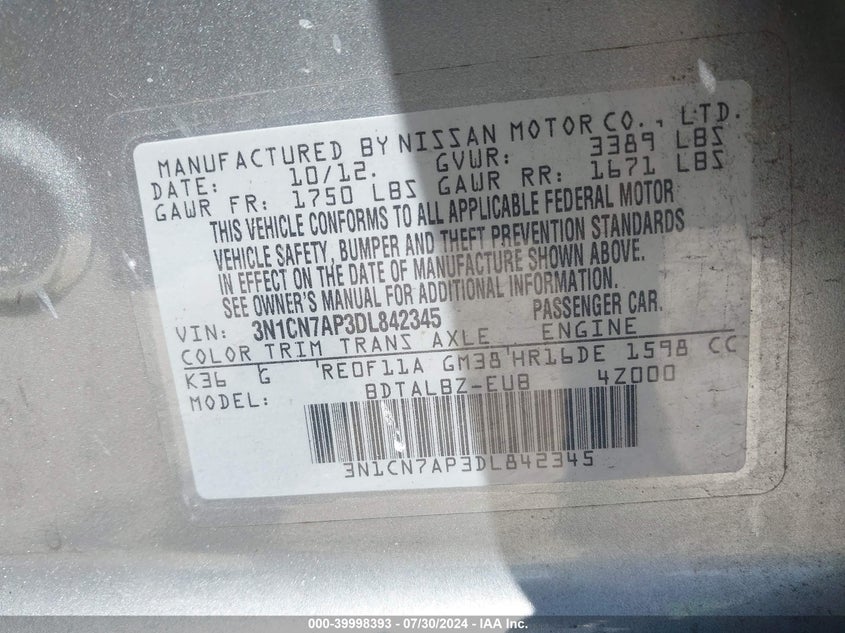 MANUFACTURED BY NISSAN MOTOR CO., LTD.
DATE: 10/12. GVWR: 3389 LBS
GAWR FR: 1750 LBS GAWR RR: 1671 LBS
THIS VEHICLE CONFORMS TO ALL APPLICABLE FEDERAL MOTOR
VEHICLE SAFETY, BUMPER AND THEFT PREVENTION STANDARDS
IN EFFECT ON THE DATE OF MANUFACTURE SHOWN ABOVE.
SEE OWNER'S MANUAL FOR ADDITIONAL INFORMATION.
VIN: 3N1CN7AP3DL842345 PASSENGER CAR.
COLOR TRIM TRANS AXLE ENGINE
K36 G 'RE0F11A GM38'HR16DE 1598 CC
MODEL: BDTALBZ-EUB 4Z000
3N1CN7AP3DL842345
000-39998393 - 07/30/2024 - IAA Inc.